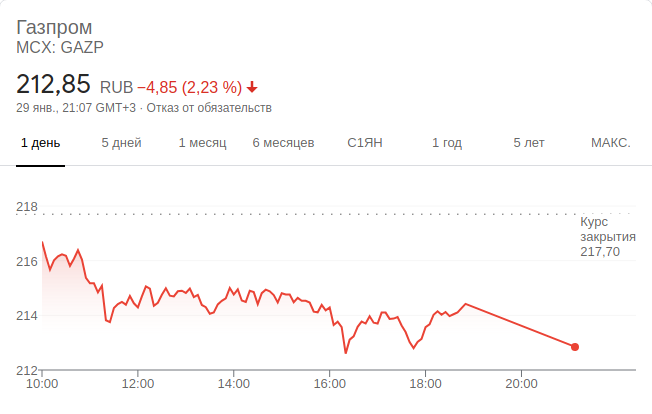 Газпром
MCX: GAZP
212,85 RUB −4,85 (2,23 %)
29 янв., 21:07 GMT+3 · Отказ от обязательств
1 день 5 дней 1 месяц 6 месяцев С1ЯН 1 год 5 лет МАКС.
218
Курс
закрытия
217,70
216
214
212
10:00 12:00 14:00 16:00 18:00 20:00